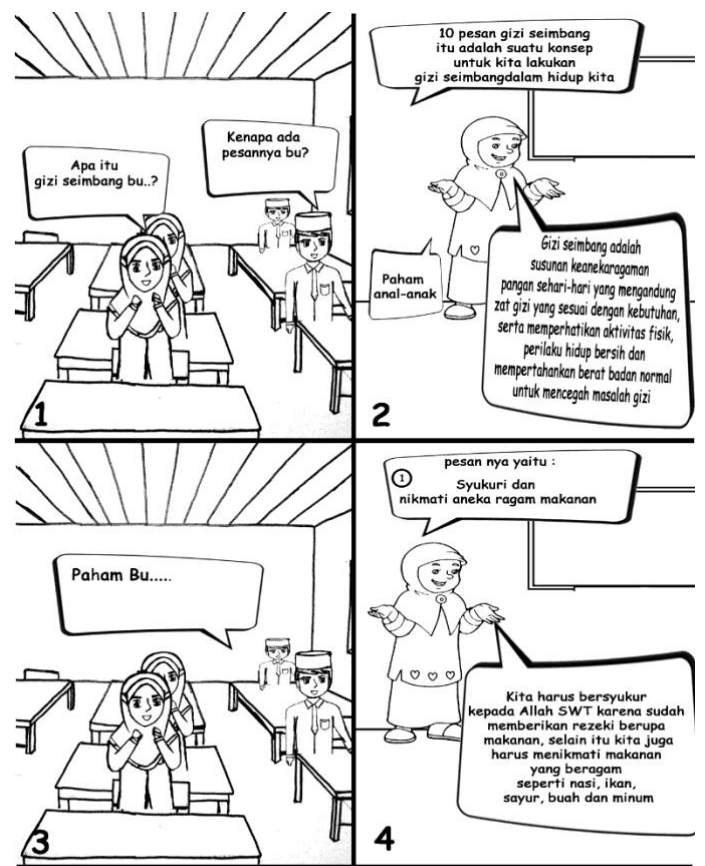 Apa itu
gizi seimbang bu..?
Kenapa ada
pesannya bu?
1
10 pesan gizi seimbang
itu adalah suatu konsep
untuk kita lakukan
gizi seimbangdalam hidup kita
Gizi seimbang adalah
susunan keanekaragaman
pangan sehari-hari yang mengandung
zat gizi yang sesuai dengan kebutuhan,
serta memperhatikan aktivitas fisik,
perilaku hidup bersih dan
mempertahankan berat badan normal
untuk mencegah masalah gizi
Paham
anal-anak
2
Paham Bu.....
3
pesan nya yaitu :
1
Syukuri dan
nikmati aneka ragam makanan
Kita harus bersyukur
kepada Allah SWT karena sudah
memberikan rezeki berupa
makanan, selain itu kita juga
harus menikmati makanan
yang beragam
seperti nasi, ikan,
sayur, buah dan minum
4